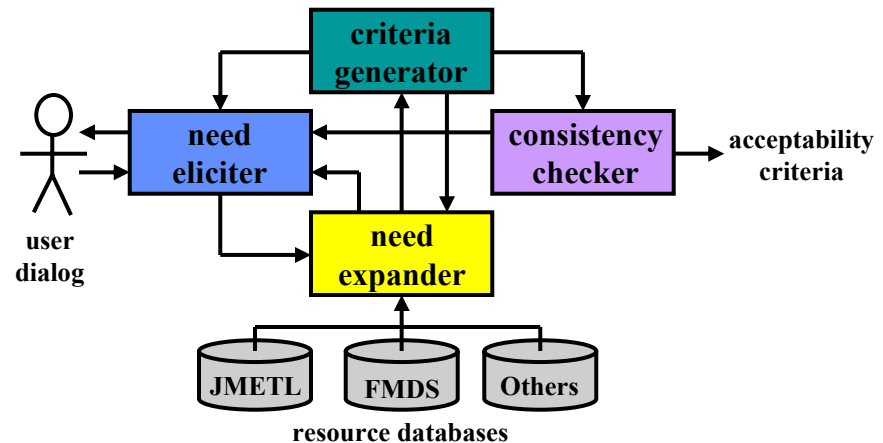 criteria
generator
need
eliciter
consistency
checker
acceptability
criteria
user
dialog
need
expander
JMETL
FMDS
Others
resource databases